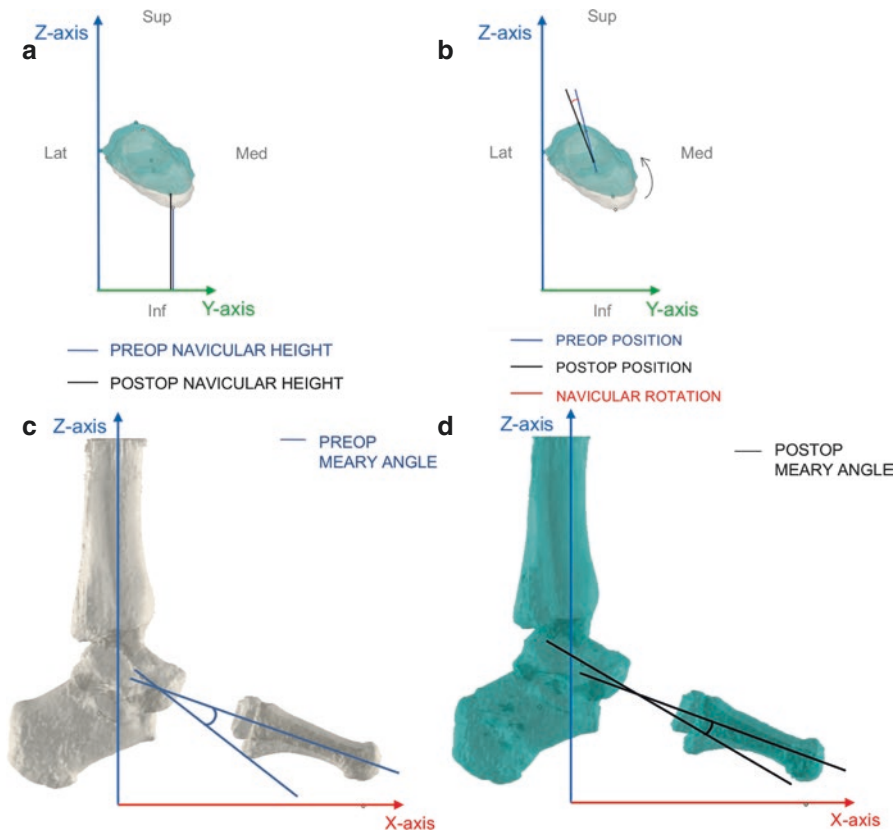 a
Z-axis
Sup
Lat
Med
Inf
Y-axis
PREOP NAVICULAR HEIGHT
POSTOP NAVICULAR HEIGHT
b
Z-axis
Sup
Lat
Med
Inf
Y-axis
PREOP POSITION
POSTOP POSITION
NAVICULAR ROTATION
c
Z-axis
PREOP
MEARY ANGLE
X-axis
d
Z-axis
POSTOP
MEARY ANGLE
X-axis